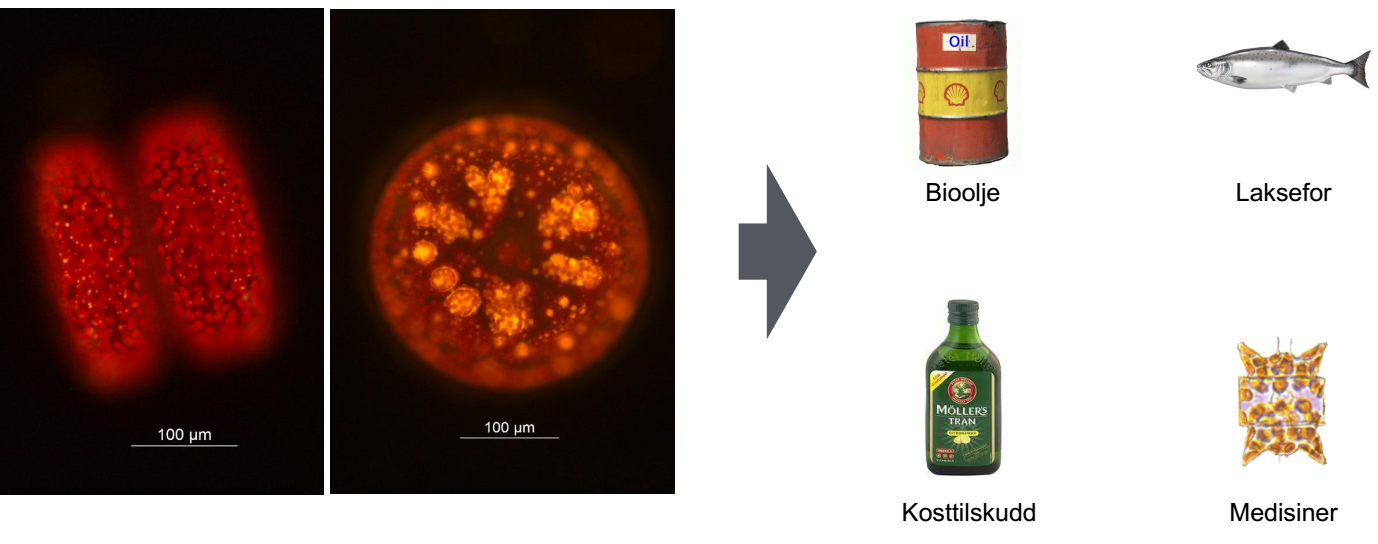 100 µm
100 µm
Oil
Bioolje
Laksefor
MÖLLER'S
TRAN
Kosttilskudd
Medisiner